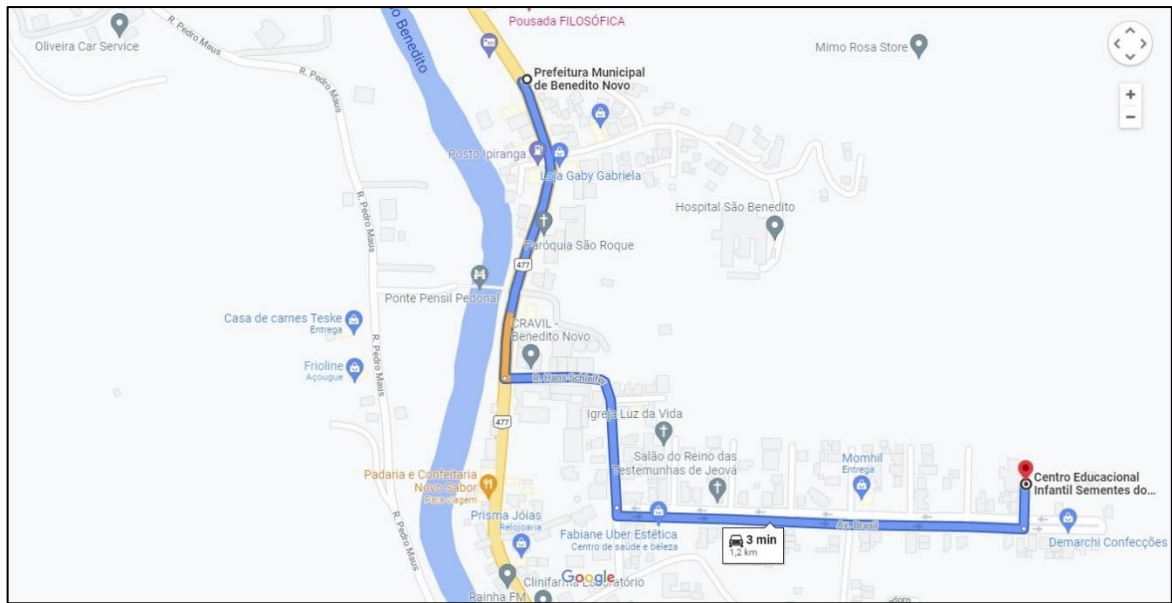 Pousada FILOSÓFICA
Oliveira Car Service
R. Pedro Maus
R. Pedro Maus
o Benedito
Mimo Rosa Store
Prefeitura Municipal
de Benedito Novo
Posto Ipiranga
Loja Gaby Gabriela
R. Pedro Maus
Hospital São Benedito
Paróquia São Roque
477
Ponte Pensil Pedonal
Casa de carnes Teske
Entrega
CRAVIL -
Benedito Novo
R. Pedro Maus
Frioline
Açougue
R. Hans Schleifer
477
Igreja Luz da Vida
Salão do Reino das
Testemunhas de Jeová
Momhil
Entrega
Padaria e Confeitaria
Novo Sabor
Para viagem
Centro Educacional
Infantil Sementes do...
Prisma Jóias
Relojoaria
Fabiane Uber Estética
Centro de saúde e beleza
Av. Brasil
3 min
1,2 km
Demarchi Confecções
Google
Clinifarma Laboratório
Rainha FM